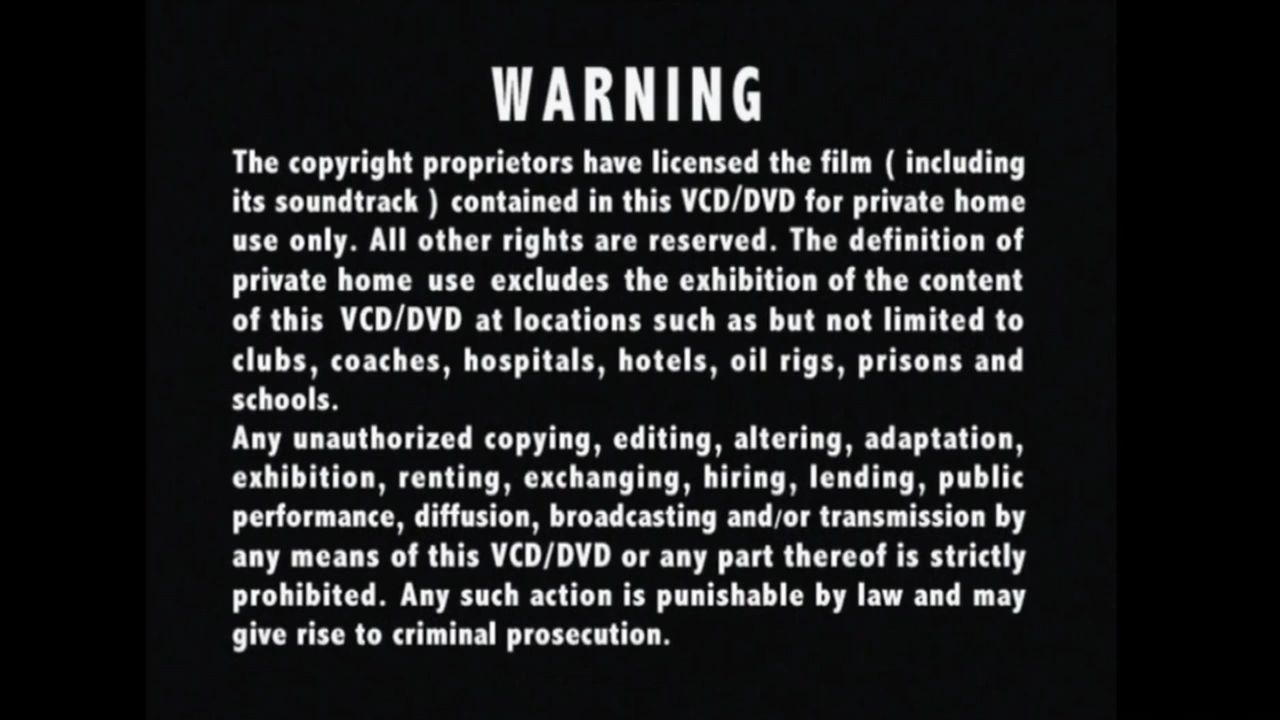 WARNING
The copyright proprietors have licensed the film ( including
its soundtrack ) contained in this VCD/DVD for private home
use only. All other rights are reserved. The definition of
private home use excludes the exhibition of the content
of this VCD/DVD at locations such as but not limited to
clubs, coaches, hospitals, hotels, oil rigs, prisons and
schools.
Any unauthorized copying, editing, altering, adaptation,
exhibition, renting, exchanging, hiring, lending, public
performance, diffusion, broadcasting and/or transmission by
any means of this VCD/DVD or any part thereof is strictly
prohibited. Any such action is punishable by law and may
give rise to criminal prosecution.